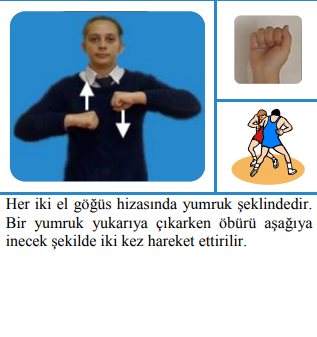 Her iki el göğüs hizasında yumruk şeklindedir.
Bir yumruk yukarıya çıkarken öbürü aşağıya
inecek şekilde iki kez hareket ettirilir.